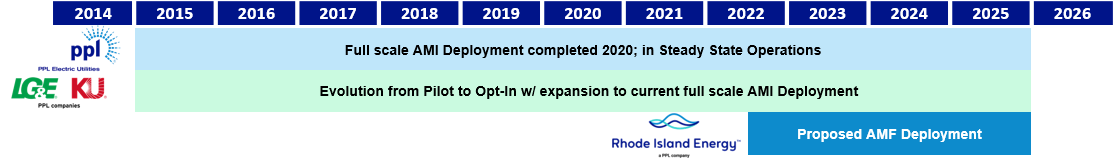 2014 2015 2016 2017 2018 2019 2020 2021 2022 2023 2024 2025 2026
ppl
PPL Electric Utilities
Full scale AMI Deployment completed 2020; in Steady State Operations
LG&E KU
PPL companies
Evolution from Pilot to Opt-In w/ expansion to current full scale AMI Deployment
Rhode Island Energy™
a PPL company
Proposed AMF Deployment